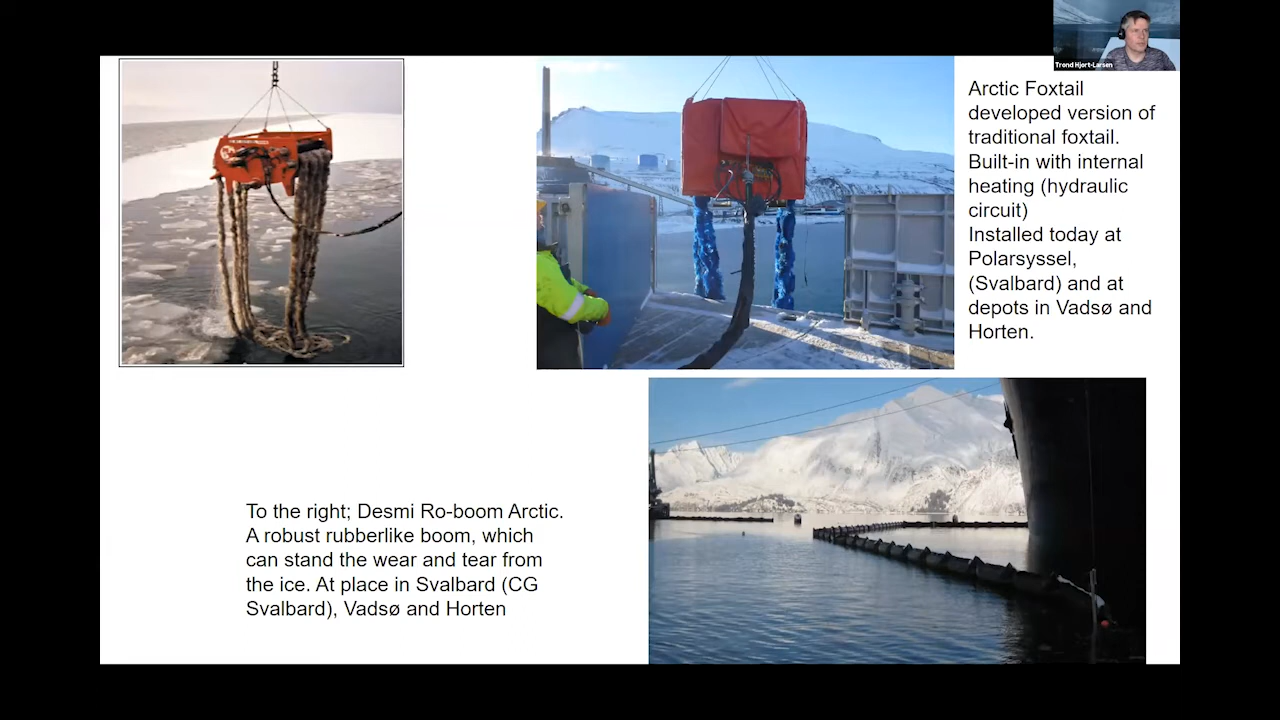 Trond Hjort-Larsen
Arctic Foxtail
developed version of
traditional foxtail.
Built-in with internal
heating (hydraulic
circuit)
Installed today at
Polarsyssel,
(Svalbard) and at
depots in Vadsø and
Horten.
To the right; Desmi Ro-boom Arctic.
A robust rubberlike boom, which
can stand the wear and tear from
the ice. At place in Svalbard (CG
Svalbard), Vadsø and Horten